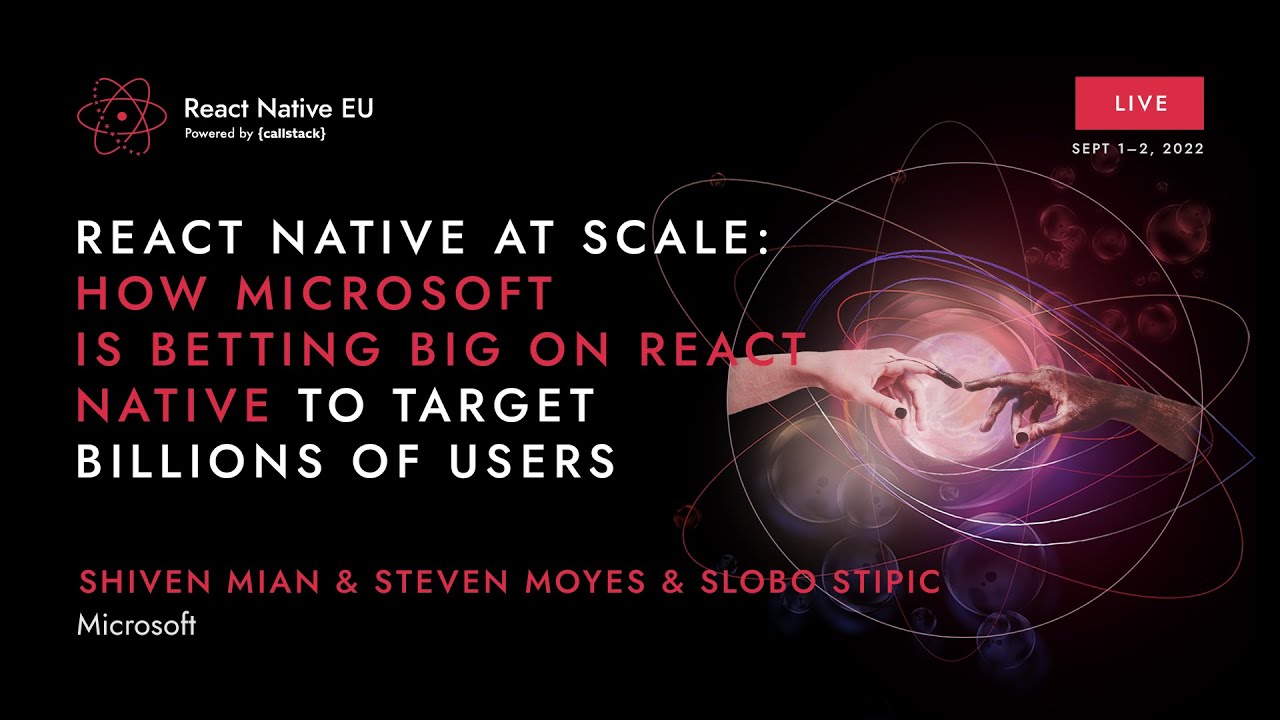 React Native EU
Powered by {callstack}
LIVE
SEPT 1–2, 2022
REACT NATIVE AT SCALE:
HOW MICROSOFT
IS BETTING BIG ON REACT
NATIVE TO TARGET
BILLIONS OF USERS
SHIVEN MIAN & STEVEN MOYES & SLOBO STIPIC
Microsoft